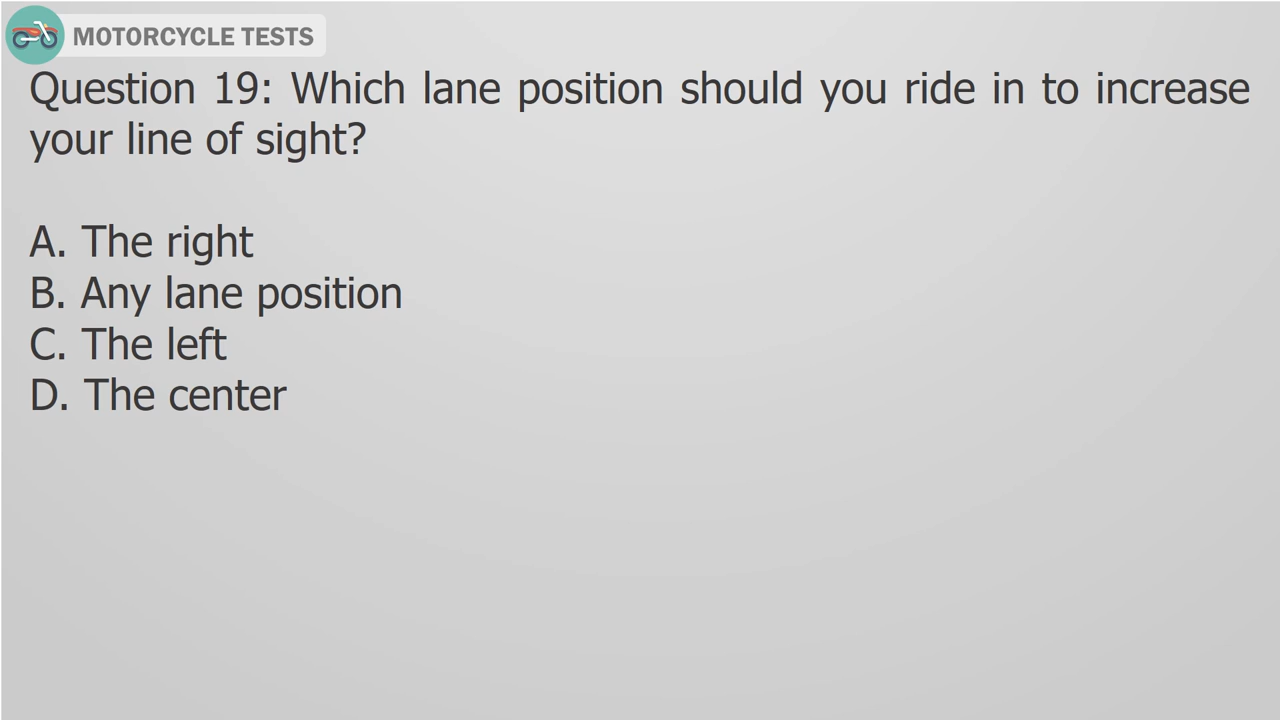 MOTORCYCLE TESTS
Question 19: Which lane position should you ride in to increase
your line of sight?
A. The right
B. Any lane position
C. The left
D. The center